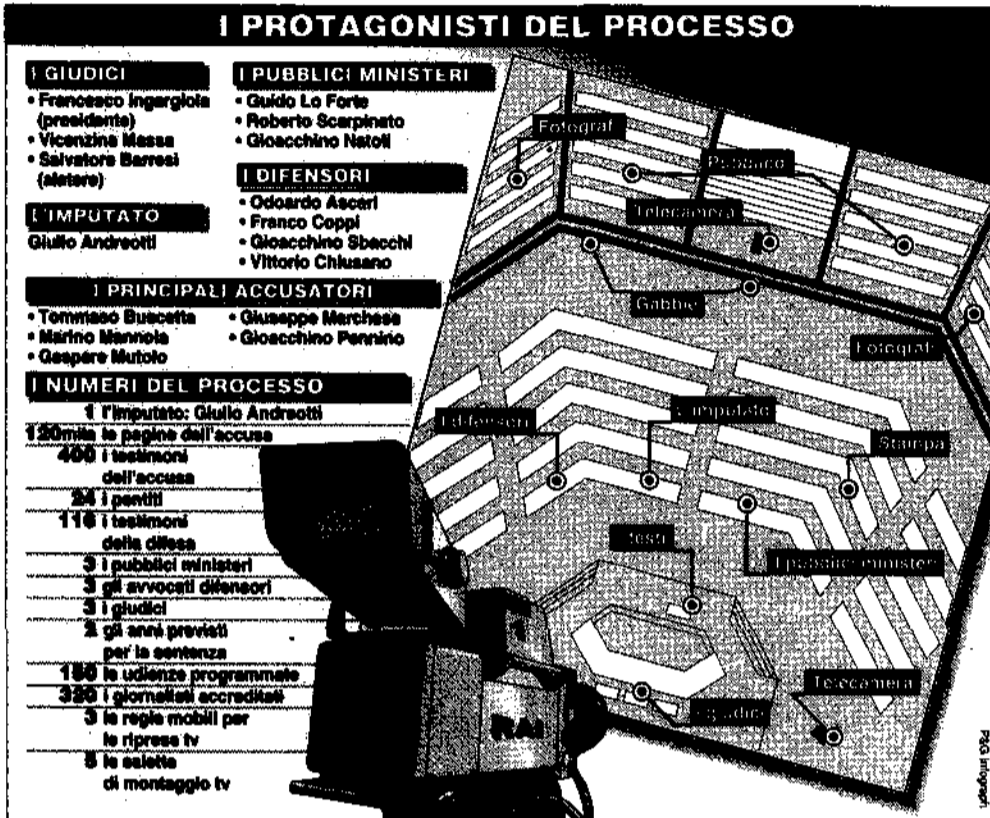 I PROTAGONISTI DEL PROCESSO
I GIUDICI
• Francesco Ingargiola
(presidente)
• Vicenzina Massa
• Salvatore Barresi
(alatere)
L'IMPUTATO
Giulio Andreotti
I PUBBLICI MINISTERI
• Guido Lo Forte
• Roberto Scarpinato
• Gioacchino Natoli
I DIFENSORI
• Odoardo Ascari
• Franco Coppi
• Gioacchino Sbacchi
• Vittorio Chiusano
I PRINCIPALI ACCUSATORI
• Tommaso Buscetta
• Marino Mannoia
• Gaspare Mutolo
• Giuseppe Marchese
• Gioacchino Pennino
I NUMERI DEL PROCESSO
1 l'imputato: Giulio Andreotti
120mila le pagine dell'accusa
400 i testimoni
dell'accusa
24 i pentiti
116 i testimoni
della difesa
3 i pubblici ministeri
3 gli avvocati difensori
3 i giudici
2 gli anni previsti
per la sentenza
180 le udienze programmate
320 i giornalisti accreditati
3 le regie mobili per
le riprese tv
5 le salette
di montaggio tv
Fotografi
Pubblico
Telecamera
Gabbie
Fotografi
I difensori
L'imputato
Stampa
I testi
I pubblici ministeri
I giudici
Telecamera
RAI
1
P&G Infograph